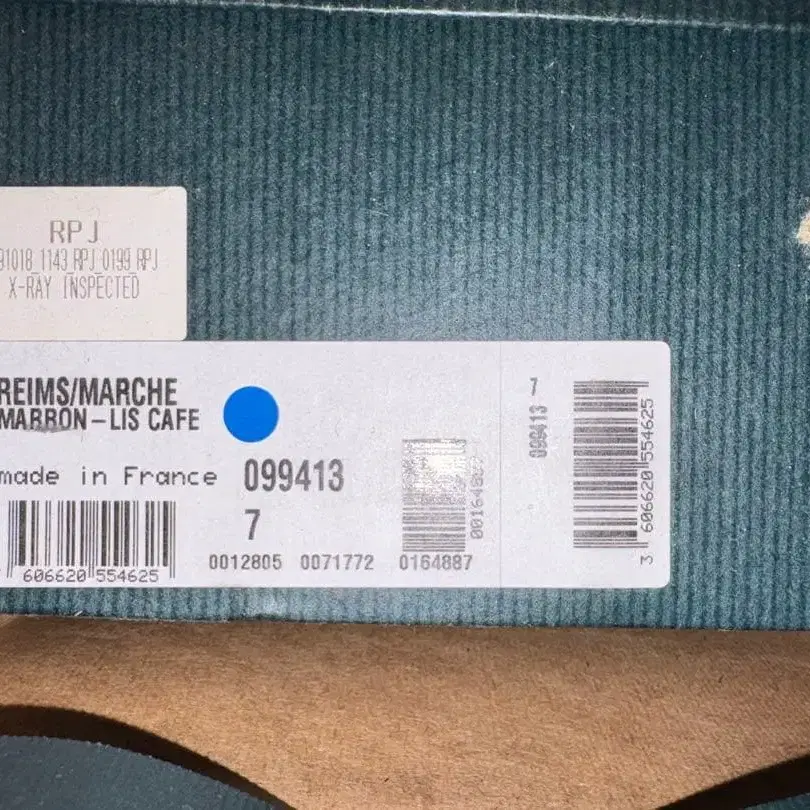 RPJ
91018 1143 RPJ 0199 RPJ
X-RAY INSPECTED
REIMS/MARCHE
MARRON-LIS CAFE
made in France
099413
7
606620 554625
0012805 0071772 0164887
7
099413
3 606620 554625